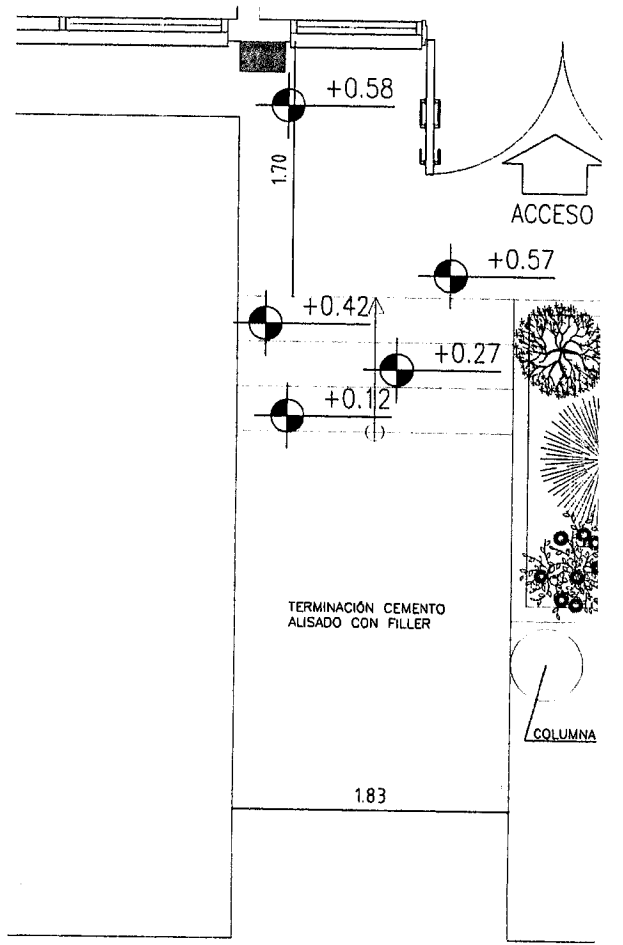 +0.58
1.70
ACCESO
+0.57
+0.42
+0.27
+0.12
(-)
TERMINACIÓN CEMENTO
ALISADO CON FILLER
COLUMNA
1.83